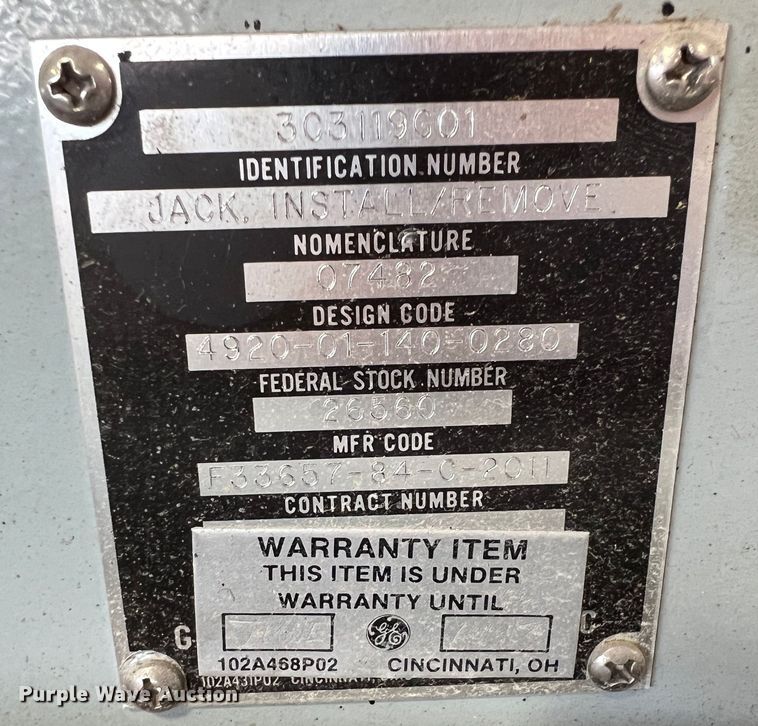 303119G01
IDENTIFICATION NUMBER
JACK, INSTALL/REMOVE
NOMENCLATURE
07482
DESIGN CODE
4920-01-140-0280
FEDERAL STOCK NUMBER
26560
MFR CODE
F33657-84-C-2011
CONTRACT NUMBER
WARRANTY ITEM
THIS ITEM IS UNDER
WARRANTY UNTIL
G GE C
102A468P02 CINCINNATI, OH
102A431P02 CINCINNATI,
Purple Wave Auction